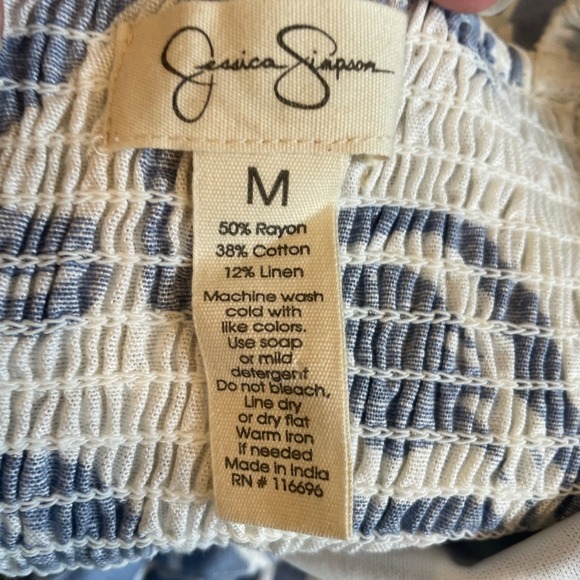 Jessica Simpson
M
50% Rayon
38% Cotton
12% Linen
Machine wash
cold with
like colors.
Use soap
or mild
detergent
Do not bleach,
Line dry
or dry flat
Warm iron
if needed
Made in India
RN # 116696